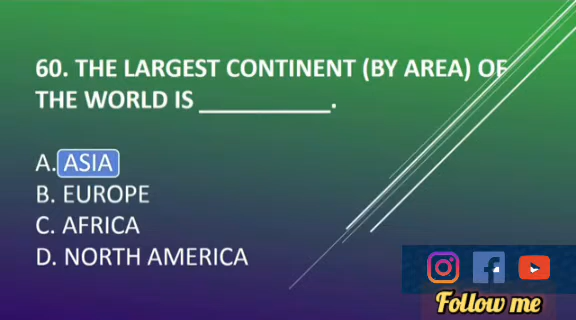 60. THE LARGEST CONTINENT (BY AREA) OF
THE WORLD IS ___________.
A. ASIA
B. EUROPE
C. AFRICA
D. NORTH AMERICA
Follow me